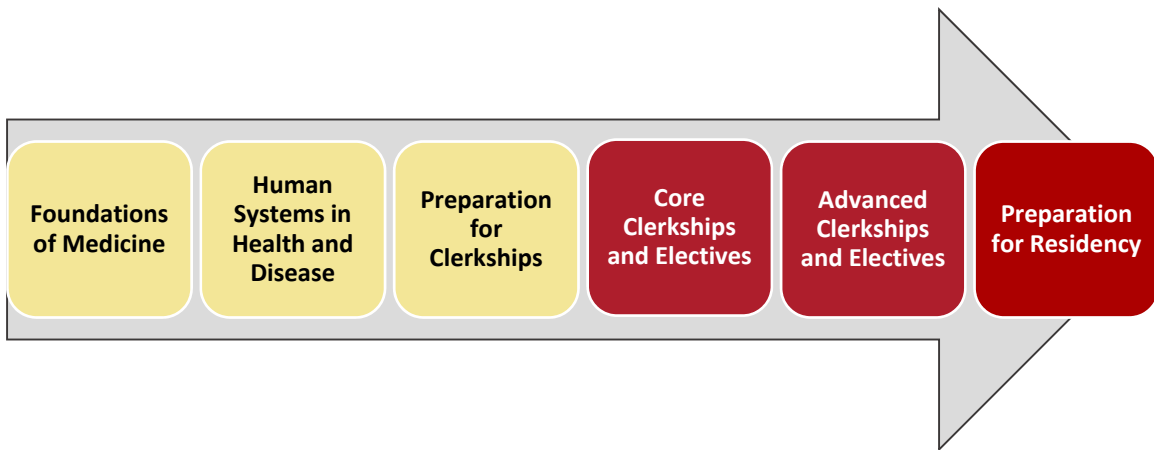 Foundations
of Medicine
Human
Systems in
Health and
Disease
Preparation
for
Clerkships
Core
Clerkships
and Electives
Advanced
Clerkships
and Electives
Preparation
for Residency